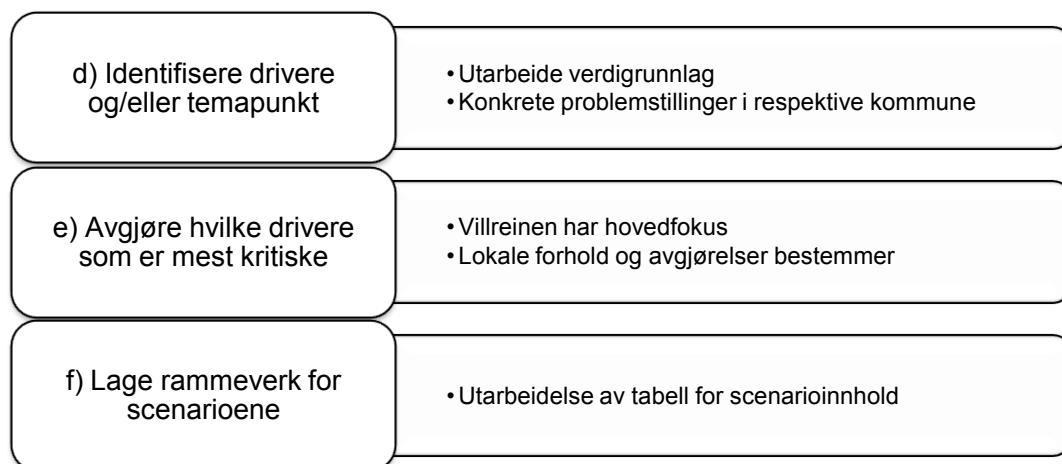 d) Identifisere drivere
og/eller temapunkt
• Utarbeide verdigrunnlag
• Konkrete problemstillinger i respektive kommune
e) Avgjøre hvilke drivere
som er mest kritiske
• Villreinen har hovedfokus
• Lokale forhold og avgjørelser bestemmer
f) Lage rammeverk for
scenarioene
• Utarbeidelse av tabell for scenarioinnhold